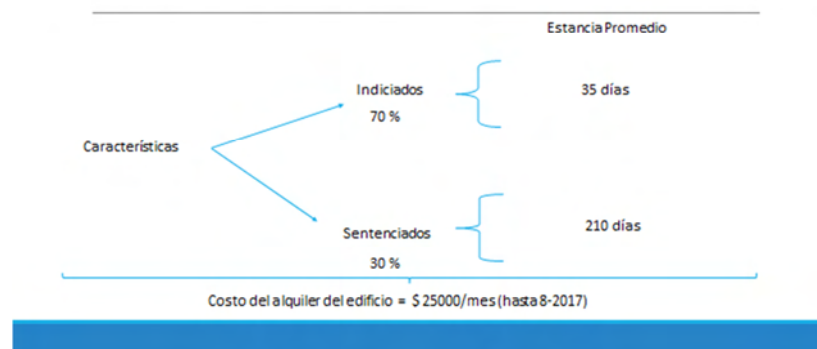 Estancia Promedio
Indiciados
70 %
35 días
Características
Sentenciados
30 %
210 días
Costo del alquiler del edificio = $ 25000/mes (hasta 8-2017)